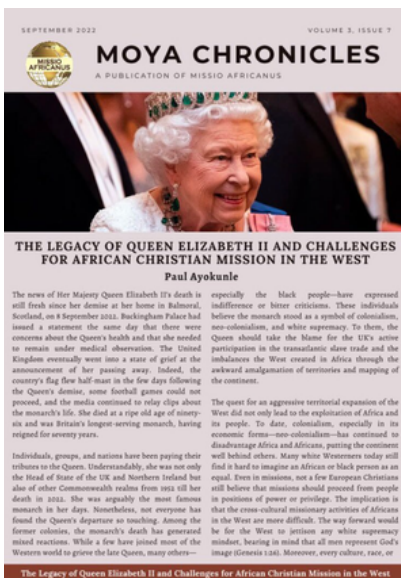 SEPTEMBER 2022
VOLUME 3, ISSUE 7
MISSIO
AFRICANUS
MOYA CHRONICLES
A PUBLICATION OF MISSIO AFRICANUS
THE LEGACY OF QUEEN ELIZABETH II AND CHALLENGES
FOR AFRICAN CHRISTIAN MISSION IN THE WEST
Paul Ayokunle
The news of Her Majesty Queen Elizabeth II's death is
still fresh since her demise at her home in Balmoral,
Scotland, on 8 September 2022. Buckingham Palace had
issued a statement the same day that there were
concerns about the Queen's health and that she needed
to remain under medical observation. The United
Kingdom eventually went into a state of grief at the
announcement of her passing away. Indeed, the
country's flag flew half-mast in the few days following
the Queen's demise, some football games could not
proceed, and the media continued to relay clips about
the monarch's life. She died at a ripe old age of ninety-
six and was Britain's longest-serving monarch, having
reigned for seventy years.
Individuals, groups, and nations have been paying their
tributes to the Queen. Understandably, she was not only
the Head of State of the UK and Northern Ireland but
also of other Commonwealth realms from 1952 till her
death in 2022. She was arguably the most famous
monarch in her days. Nonetheless, not everyone has
found the Queen's departure so touching. Among the
former colonies, the monarch's death has generated
mixed reactions. While a few have joined most of the
Western world to grieve the late Queen, many others—
especially the black people—have expressed
indifference or bitter criticisms. These individuals
believe the monarch stood as a symbol of colonialism,
neo-colonialism, and white supremacy. To them, the
Queen should take the blame for the UK's active
participation in the transatlantic slave trade and the
imbalances the West created in Africa through the
awkward amalgamation of territories and mapping of
the continent.
The quest for an aggressive territorial expansion of the
West did not only lead to the exploitation of Africa and
its people. To date, colonialism, especially in its
economic forms—neo-colonialism—has continued to
disadvantage Africa and Africans, putting the continent
well behind others. Many white Westerners today still
find it hard to imagine an African or black person as an
equal. Even in missions, not a few European Christians
still believe that missions should proceed from people
in positions of power or privilege. The implication is
that the cross-cultural missionary activities of Africans
in the West are more difficult. The way forward would
be for the West to jettison any white supremacy
mindset, bearing in mind that all men represent God's
image (Genesis 1:26). Moreover, every culture, race, or
The Legacy of Queen Elizabeth II and Challenges for African Christian Mission in the West